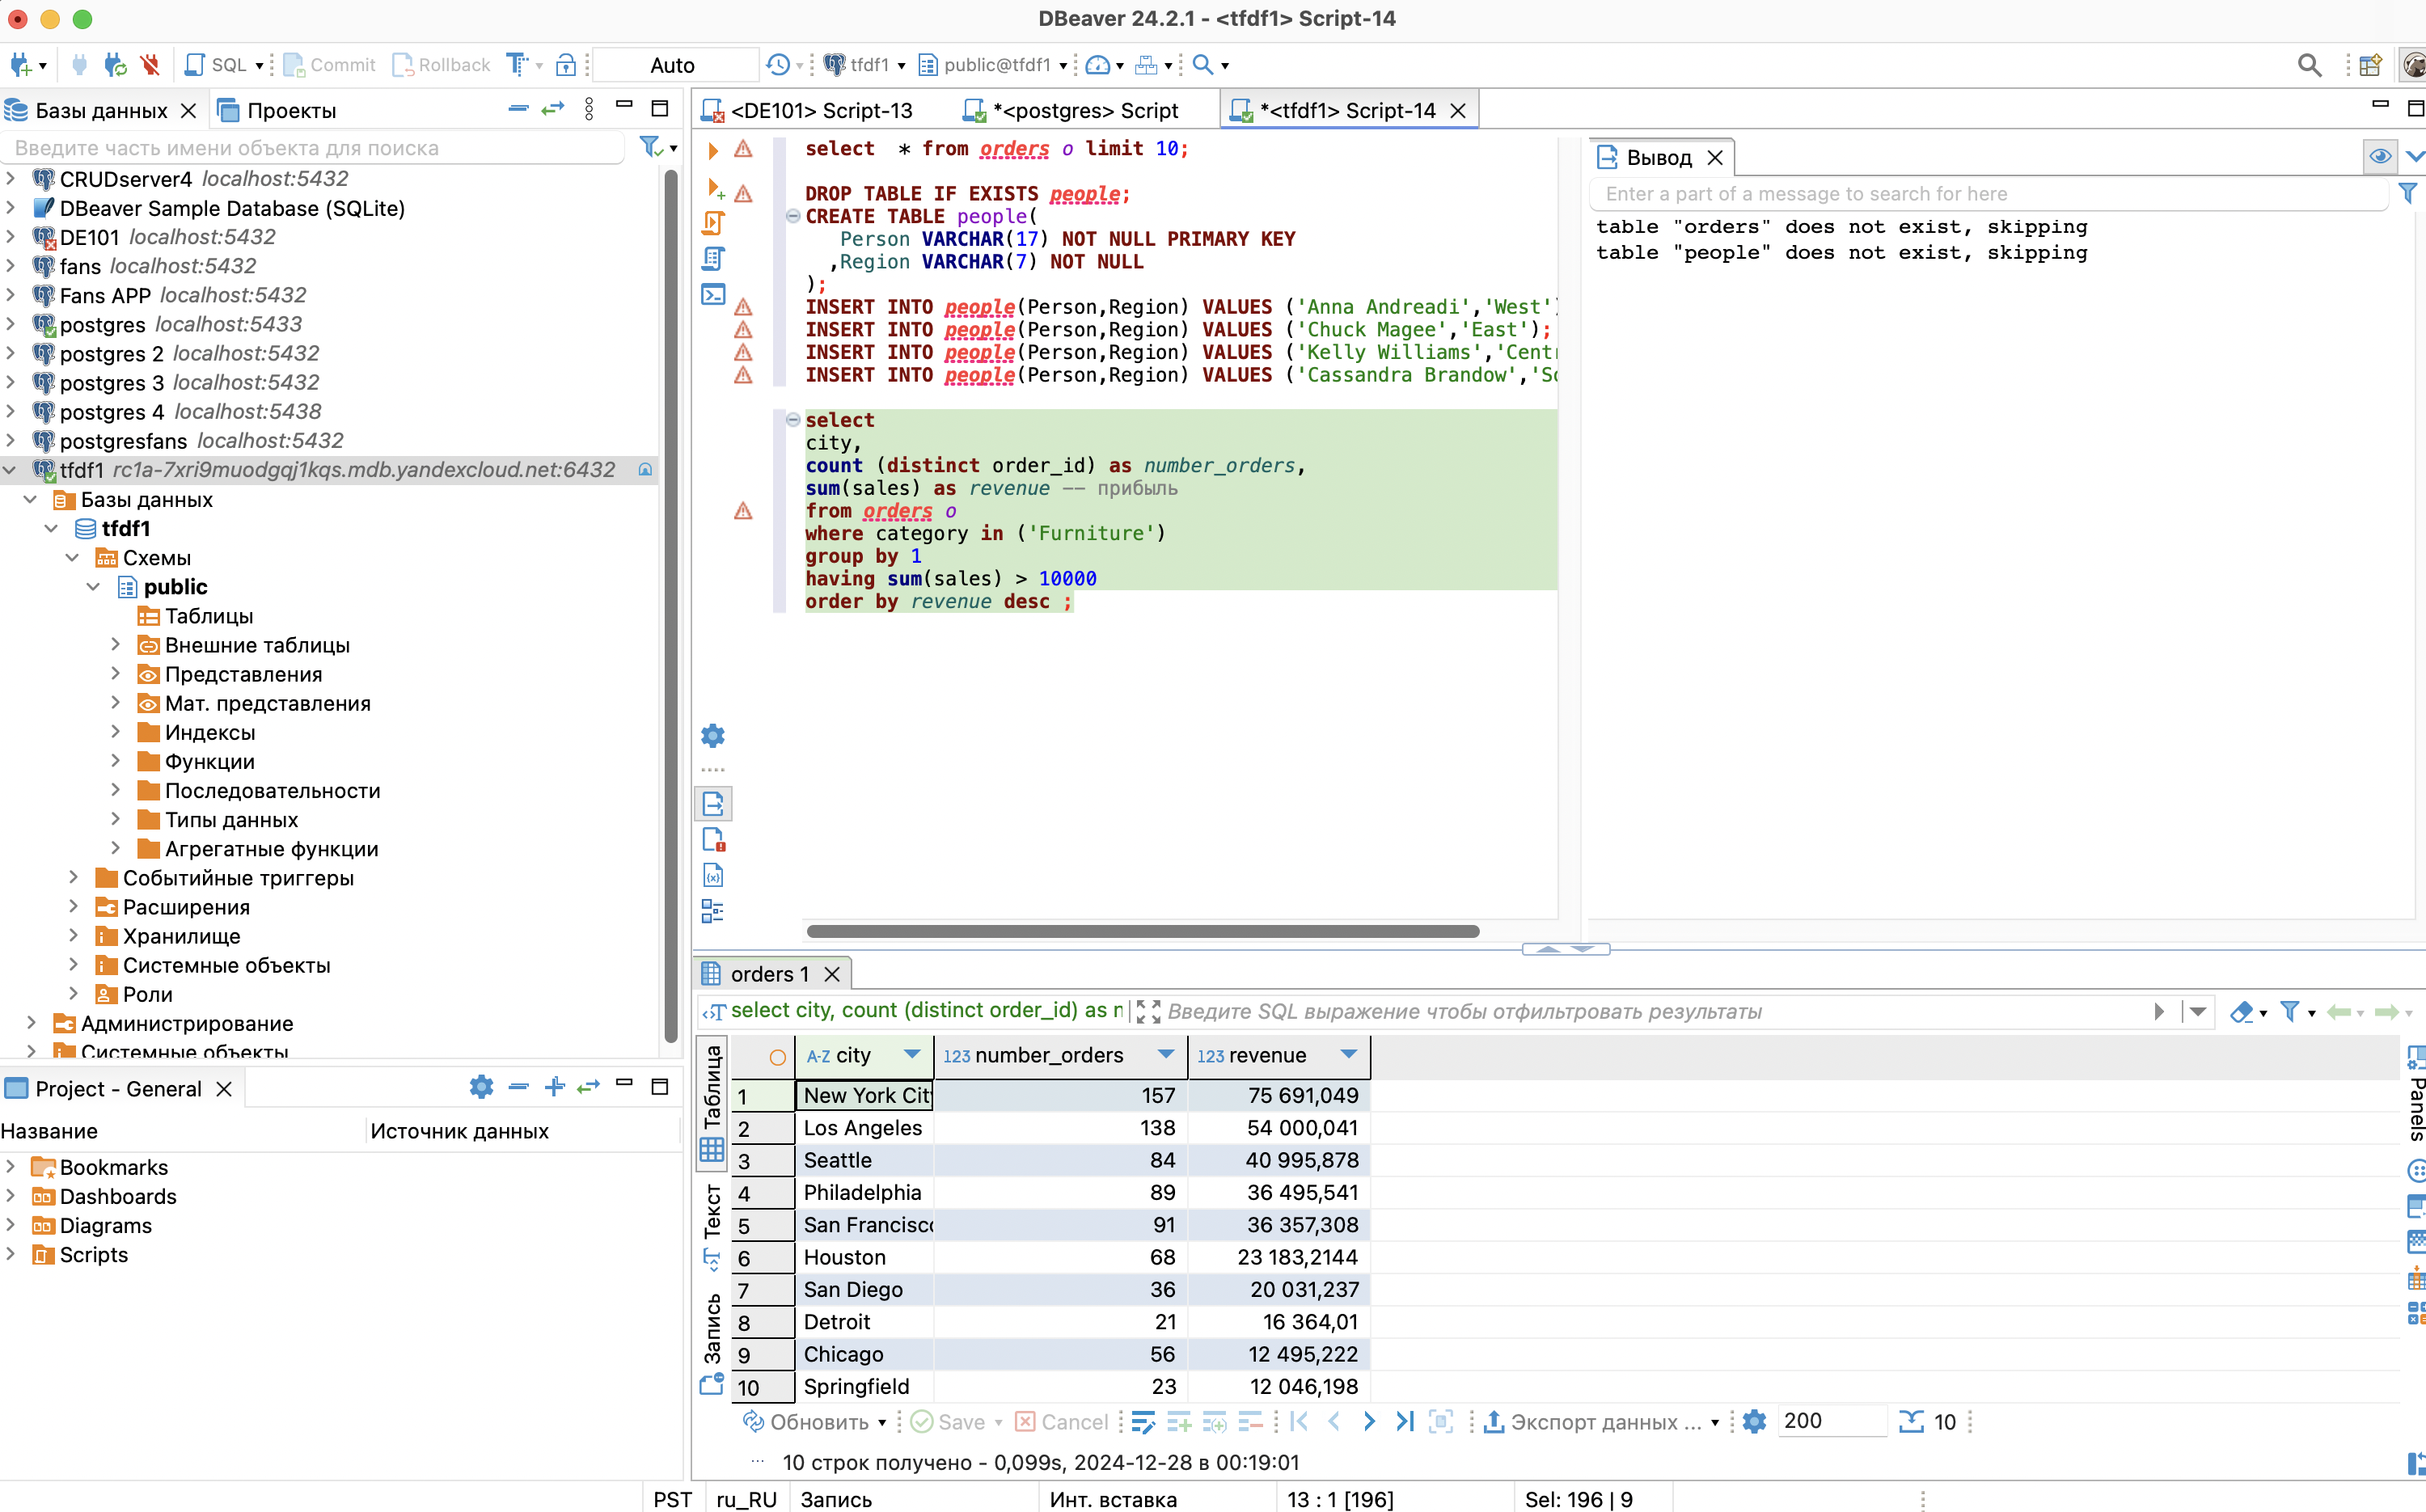 DBeaver 24.2.1 - <tfdf1> Script-14
SQL Commit Rollback Auto tfdf1 public@tfdf1
Базы данных Проекты
Введите часть имени объекта для поиска
CRUDserver4 localhost:5432
DBeaver Sample Database (SQLite)
DE101 localhost:5432
fans localhost:5432
Fans APP localhost:5432
postgres localhost:5433
postgres 2 localhost:5432
postgres 3 localhost:5432
postgres 4 localhost:5438
postgresfans localhost:5432
tfdf1 rc1a-7xri9muodgqj1kqs.mdb.yandexcloud.net:6432
Базы данных
tfdf1
Схемы
public
Таблицы
Внешние таблицы
Представления
Мат. представления
Индексы
Функции
Последовательности
Типы данных
Агрегатные функции
Событийные триггеры
Расширения
Хранилище
Системные объекты
Роли
Администрирование
Системные объекты
Project - General
Название Источник данных
Bookmarks
Dashboards
Diagrams
Scripts
<DE101> Script-13 *<postgres> Script *<tfdf1> Script-14
select * from orders o limit 10;
DROP TABLE IF EXISTS people;
CREATE TABLE people(
Person VARCHAR(17) NOT NULL PRIMARY KEY
,Region VARCHAR(7) NOT NULL
);
INSERT INTO people(Person,Region) VALUES ('Anna Andreadi','West'
INSERT INTO people(Person,Region) VALUES ('Chuck Magee','East');
INSERT INTO people(Person,Region) VALUES ('Kelly Williams','Cent
INSERT INTO people(Person,Region) VALUES ('Cassandra Brandow','S
select
city,
count (distinct order_id) as number_orders,
sum(sales) as revenue -- прибыль
from orders o
where category in ('Furniture')
group by 1
having sum(sales) > 10000
order by revenue desc ;
Вывод
Enter a part of a message to search for here
table "orders" does not exist, skipping
table "people" does not exist, skipping
orders 1
select city, count (distinct order_id) as n Введите SQL выражение чтобы отфильтровать результаты
Таблица
Текст
Запись
A-Z city 123 number_orders 123 revenue
1 New York Cit 157 75 691,049
2 Los Angeles 138 54 000,041
3 Seattle 84 40 995,878
4 Philadelphia 89 36 495,541
5 San Francisc 91 36 357,308
6 Houston 68 23 183,2144
7 San Diego 36 20 031,237
8 Detroit 21 16 364,01
9 Chicago 56 12 495,222
10 Springfield 23 12 046,198
Panels
Обновить Save Cancel Экспорт данных ... 200 10
10 строк получено - 0,099s, 2024-12-28 в 00:19:01
PST ru_RU Запись Инт. вставка 13 : 1 [196] Sel: 196 | 9